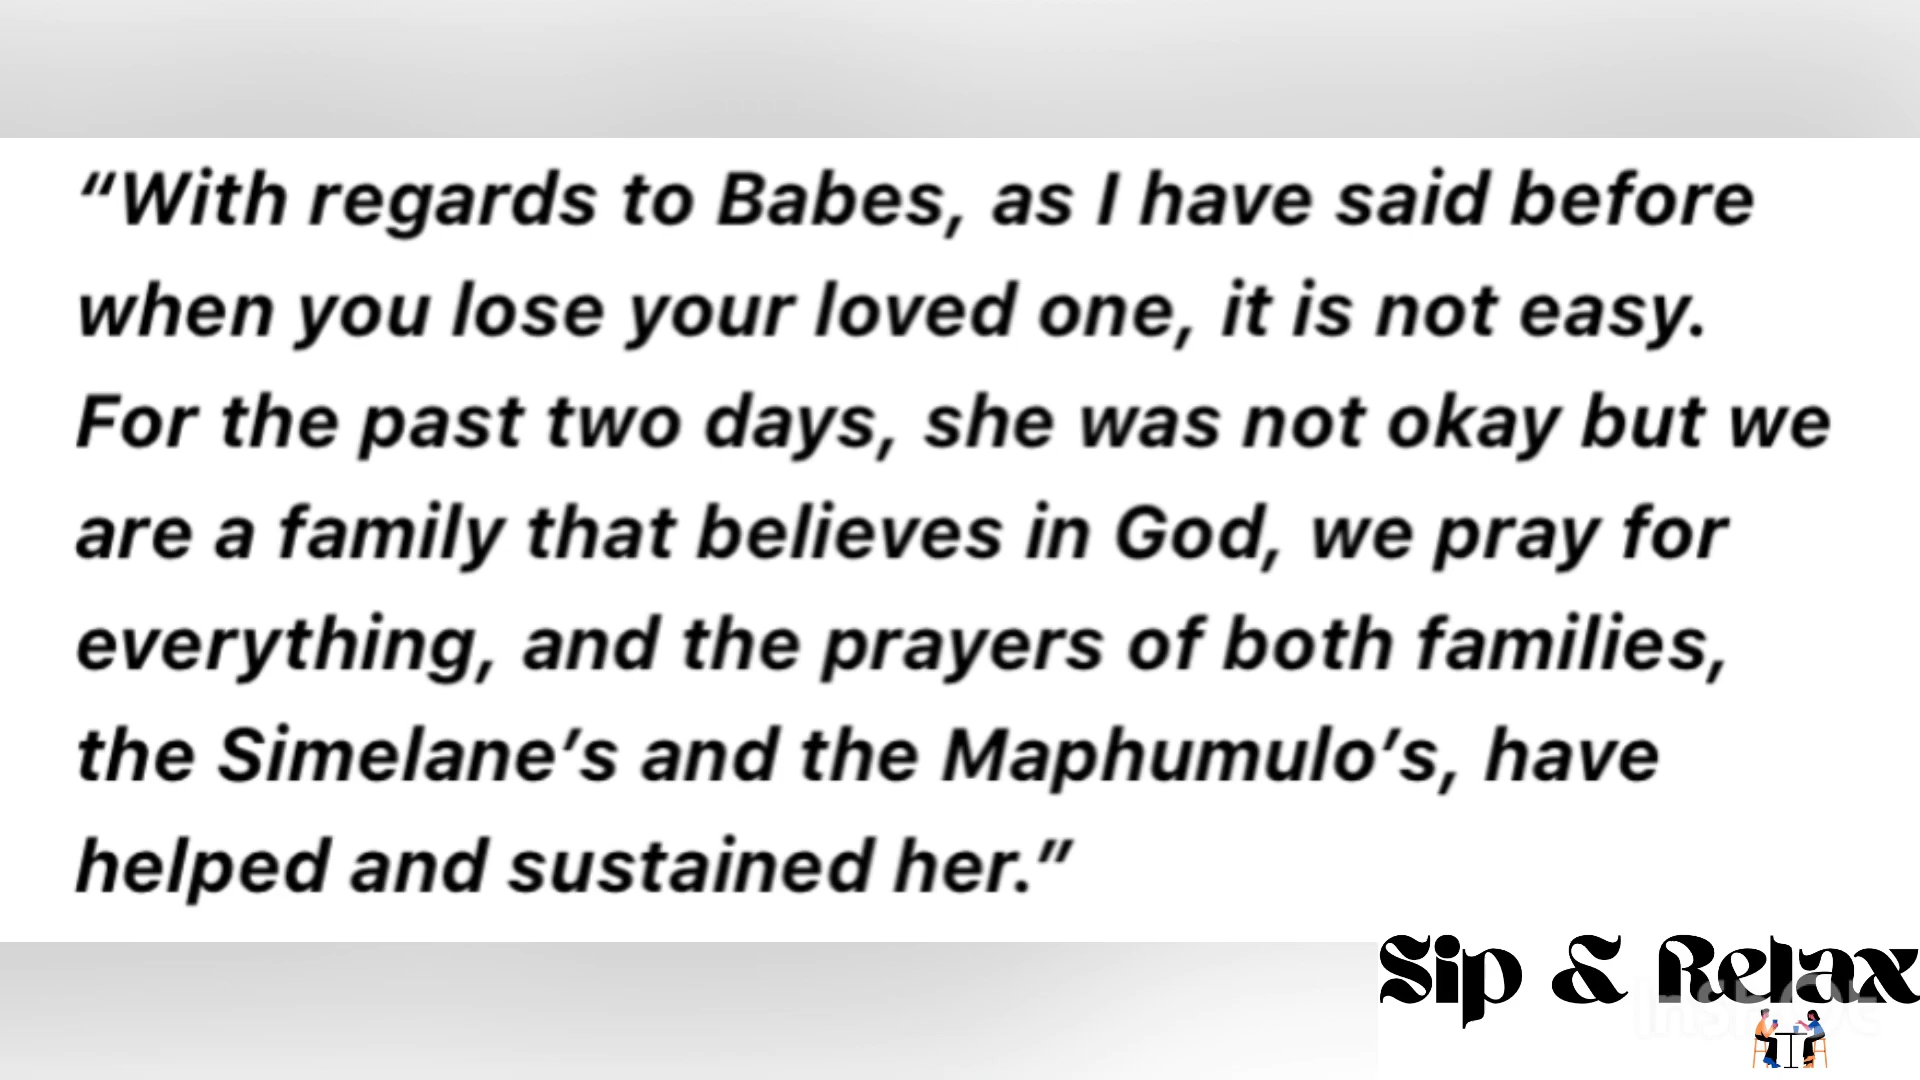 “With regards to Babes, as I have said before
when you lose your loved one, it is not easy.
For the past two days, she was not okay but we
are a family that believes in God, we pray for
everything, and the prayers of both families,
the Simelane’s and the Maphumulo’s, have
helped and sustained her.”
Sip & Relax
InShOt